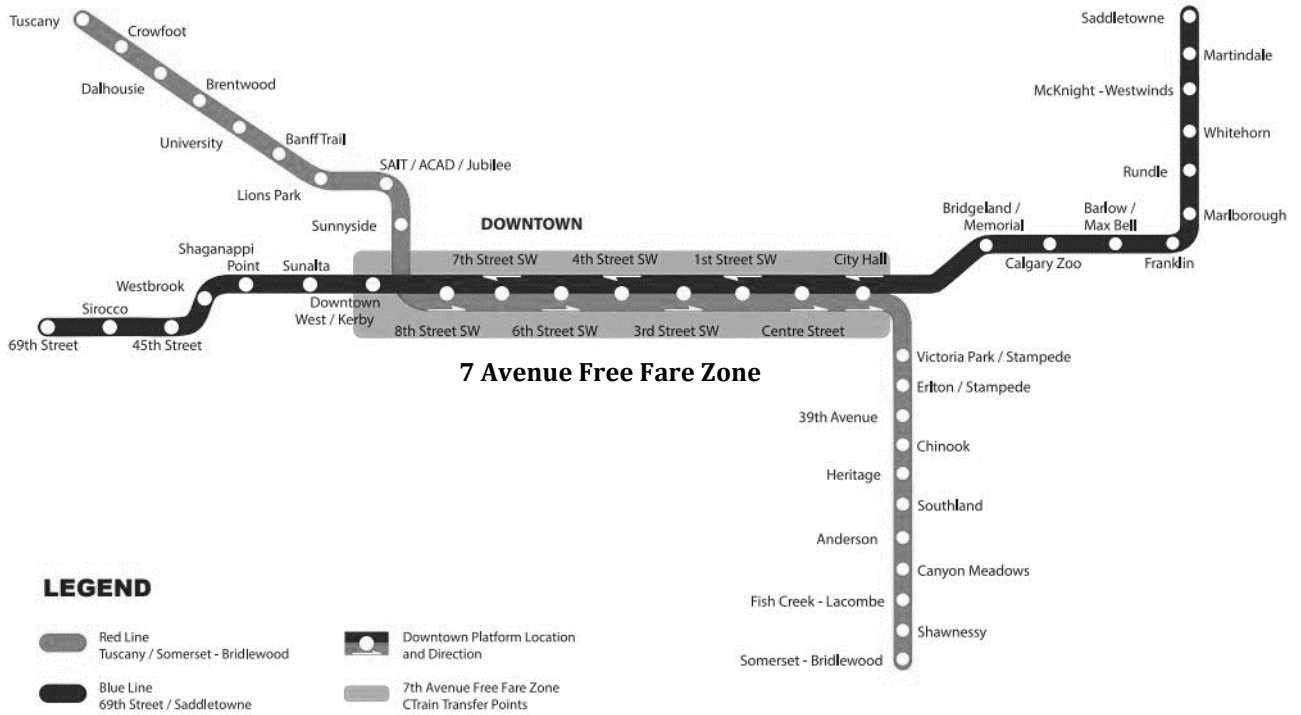 Tuscany
Crowfoot
Dalhousie
Brentwood
University
Banff Trail
Lions Park
SAIT / ACAD / Jubilee
Sunnyside
DOWNTOWN
7th Street SW
4th Street SW
1st Street SW
City Hall
Shaganappi
Point
Sunalta
Westbrook
Sirocco
69th Street
45th Street
Downtown
West / Kerby
8th Street SW
6th Street SW
3rd Street SW
Centre Street
7 Avenue Free Fare Zone
Saddletowne
Martindale
McKnight - Westwinds
Whitehorn
Rundle
Marlborough
Bridgeland /
Memorial
Barlow /
Max Bell
Calgary Zoo
Franklin
Victoria Park / Stampede
Erlton / Stampede
39th Avenue
Chinook
Heritage
Southland
Anderson
Canyon Meadows
Fish Creek - Lacombe
Shawnessy
Somerset - Bridlewood
LEGEND
Red Line
Tuscany / Somerset - Bridlewood
Blue Line
69th Street / Saddletowne
Downtown Platform Location
and Direction
7th Avenue Free Fare Zone
CTrain Transfer Points